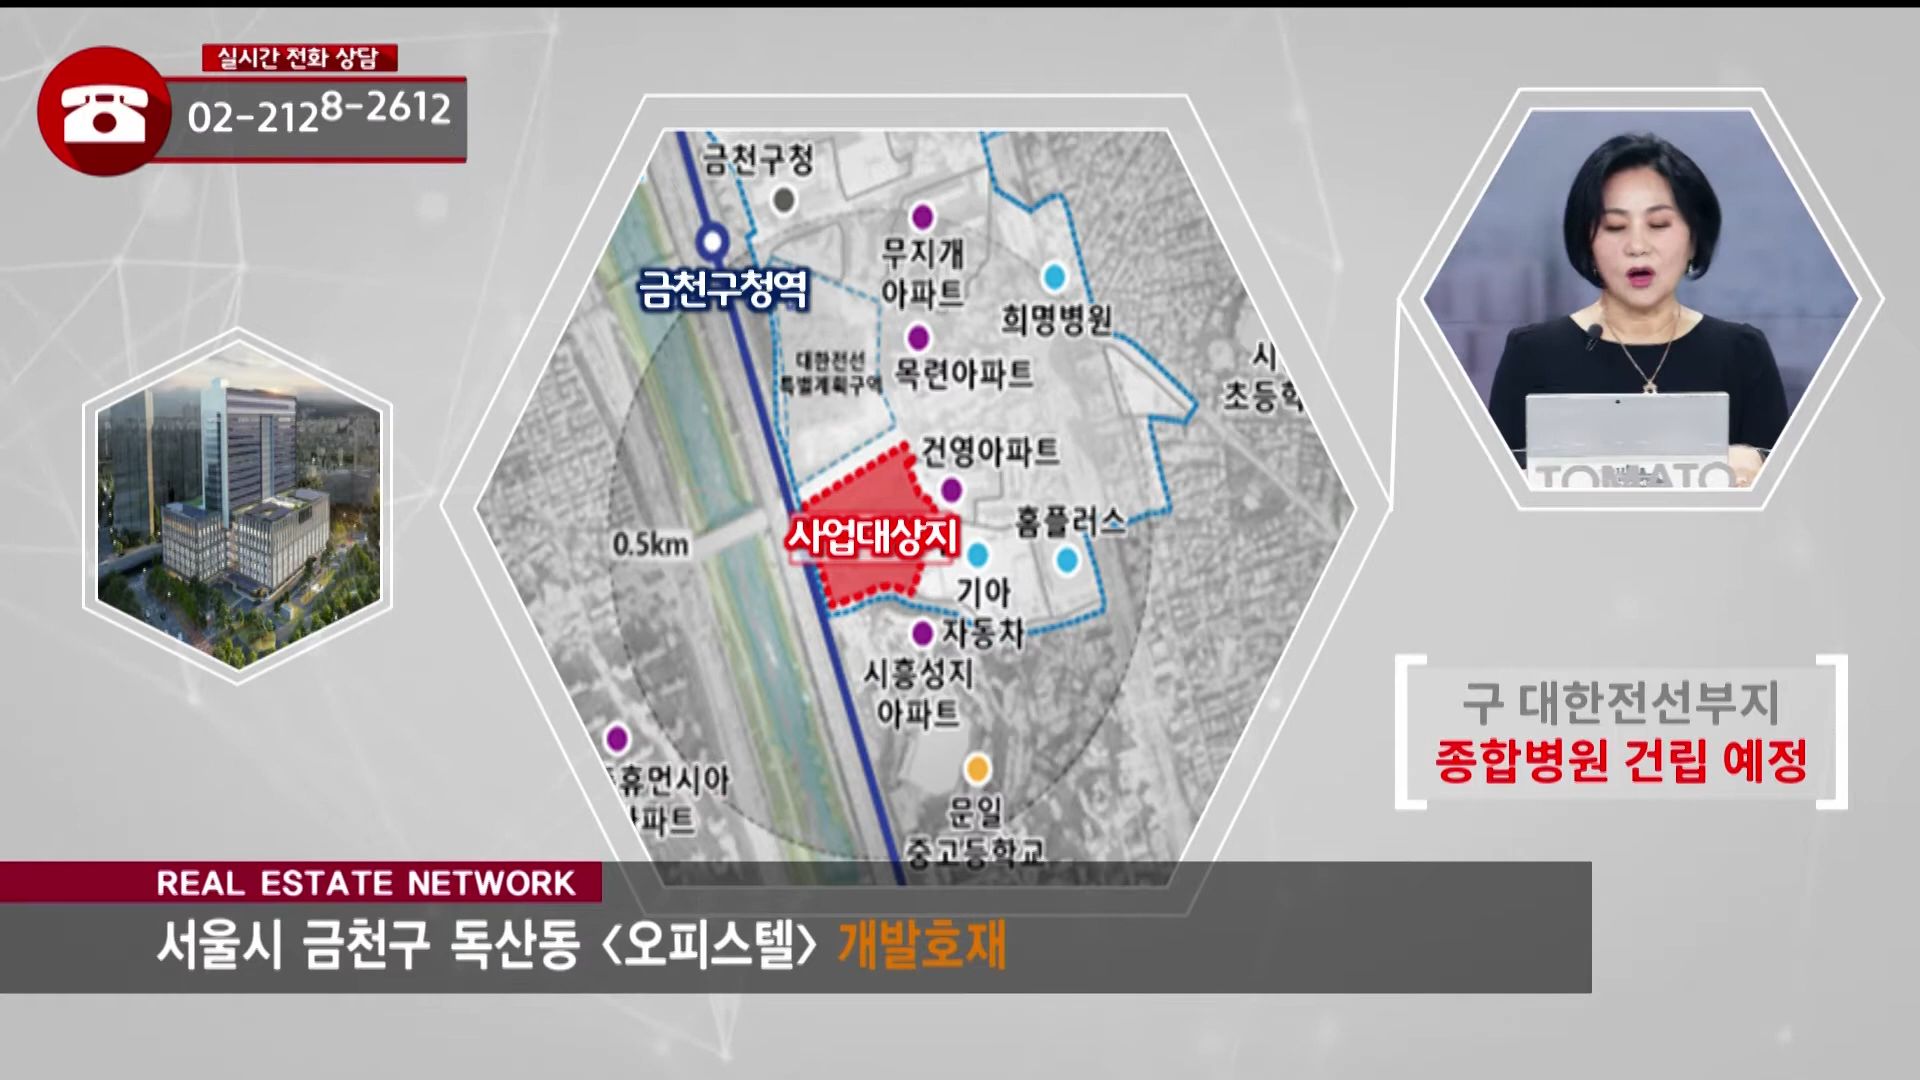 실시간 전화 상담
02-2128-2612
금천구청
무지개
아파트
희명병원
금천구청역
대한전선
특별계획구역
목련아파트
시
초등학
건영아파트
홈플러스
사업대상지
0.5km
기아
자동차
시흥성지
아파트
휴먼시아
아파트
문일
중고등학교
TOMATO
구 대한전선부지
종합병원 건립 예정
REAL ESTATE NETWORK
서울시 금천구 독산동 <오피스텔> 개발호재